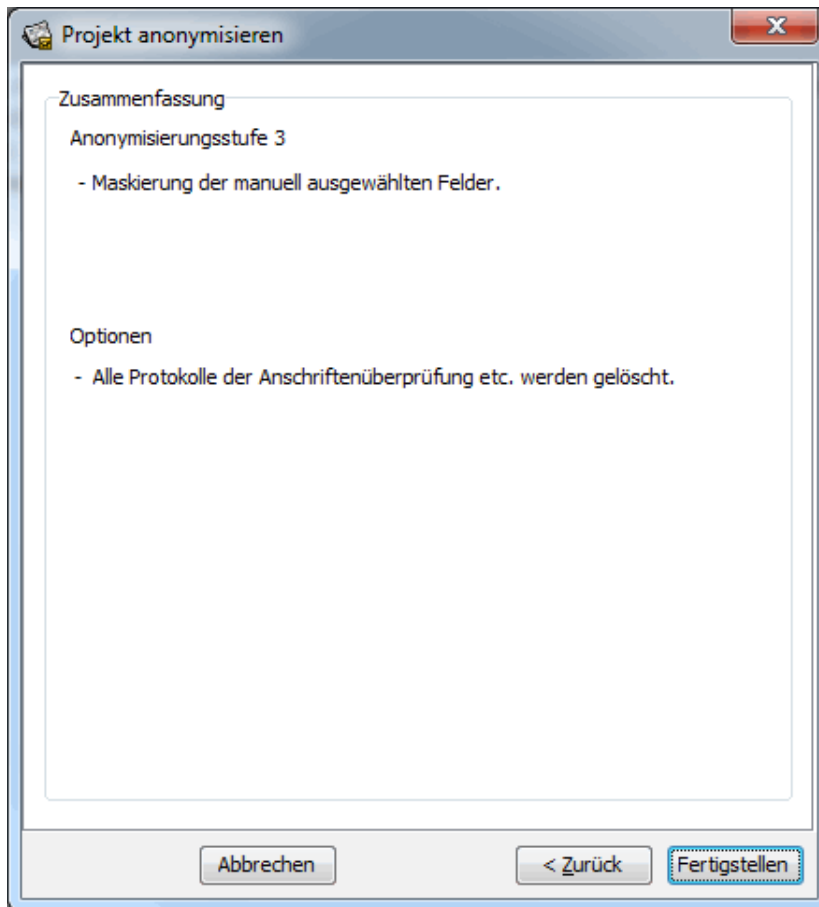 Projekt anonymisieren
Zusammenfassung
Anonymisierungsstufe 3
- Maskierung der manuell ausgewählten Felder.
Optionen
- Alle Protokolle der Anschriftenüberprüfung etc. werden gelöscht.
Abbrechen
< Zurück
Fertigstellen